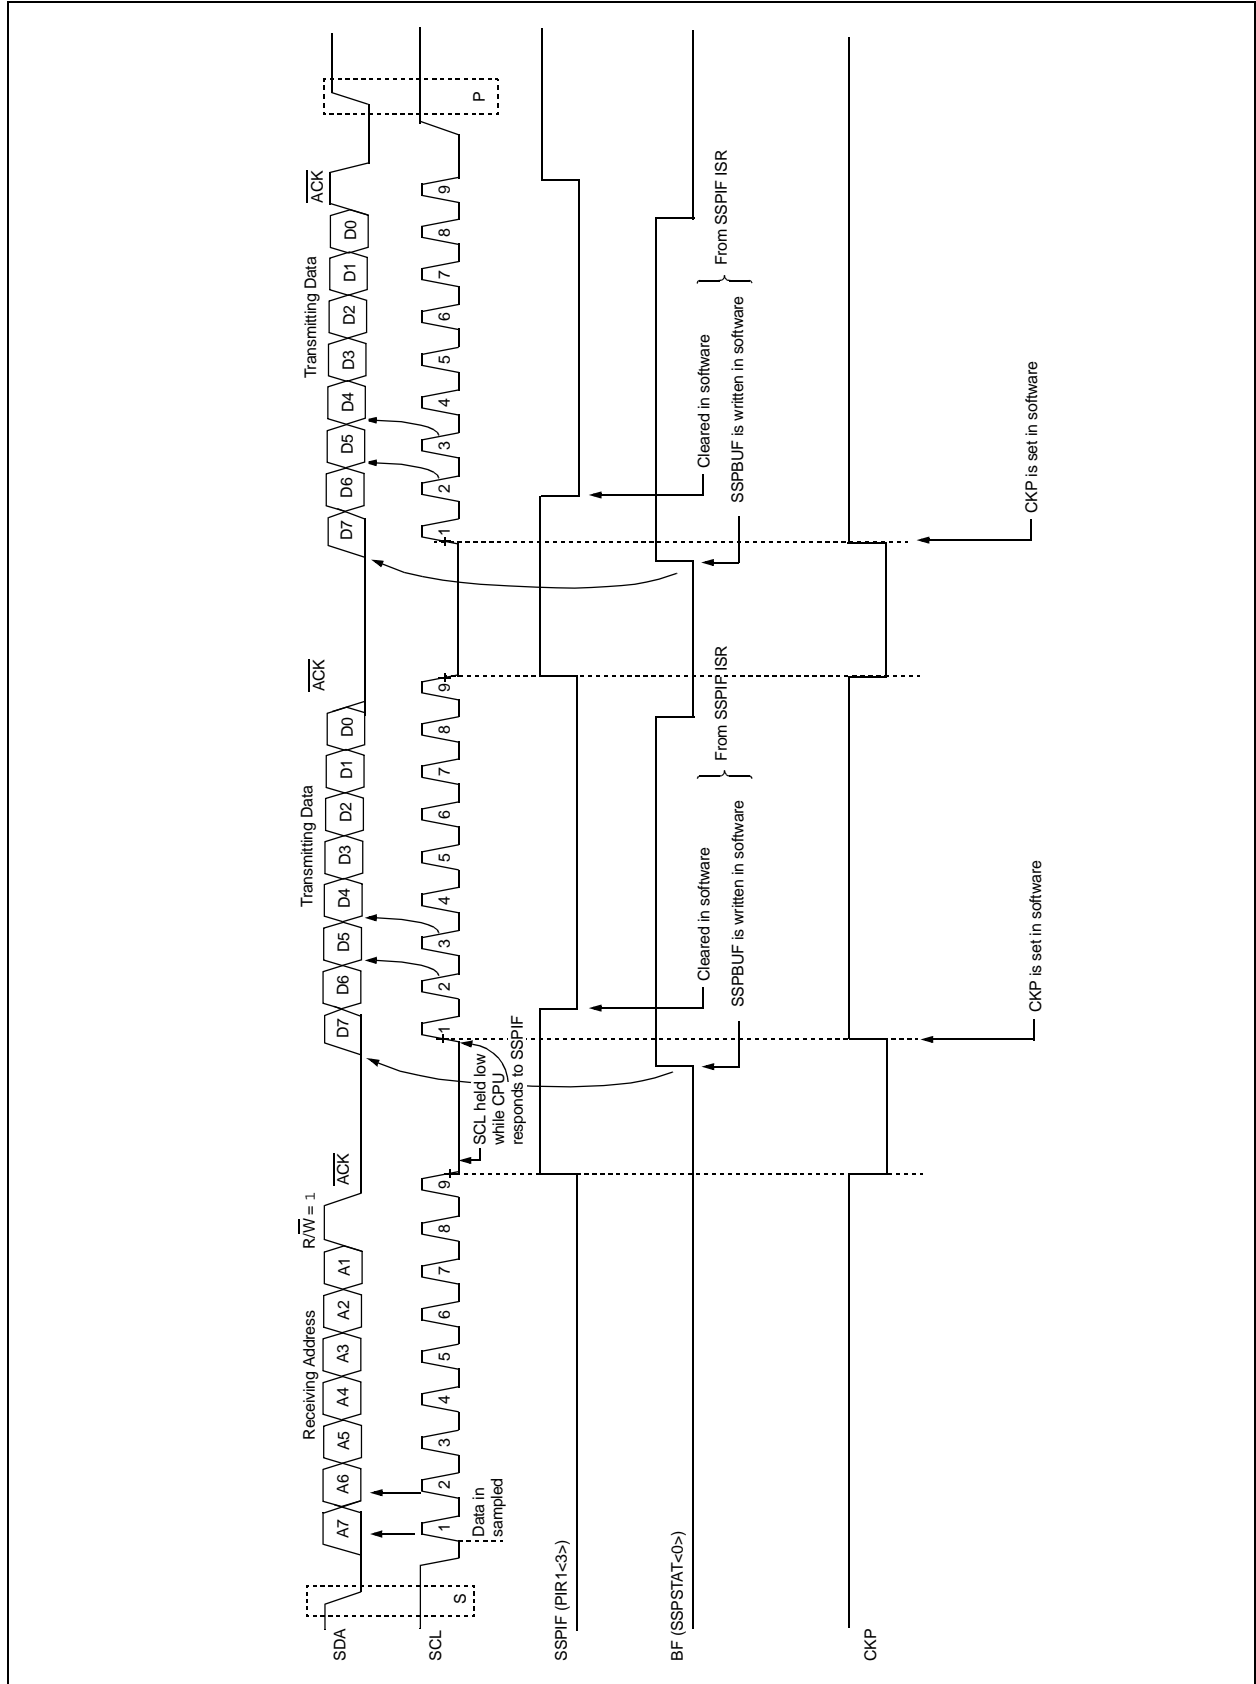 Receiving Address
R/W = 1
ACK
Transmitting Data
ACK
Transmitting Data
ACK
SDA
A7 A6 A5 A4 A3 A2 A1
D7 D6 D5 D4 D3 D2 D1 D0
D7 D6 D5 D4 D3 D2 D1 D0
SCL
S
1 2 3 4 5 6 7 8 9
1 2 3 4 5 6 7 8 9
1 2 3 4 5 6 7 8 9
P
Data in
sampled
SCL held low
while CPU
responds to SSPIF
SSPIF (PIR1<3>)
BF (SSPSTAT<0>)
Cleared in software
From SSPIF ISR
SSPBUF is written in software
Cleared in software
From SSPIF ISR
SSPBUF is written in software
CKP
CKP is set in software
CKP is set in software